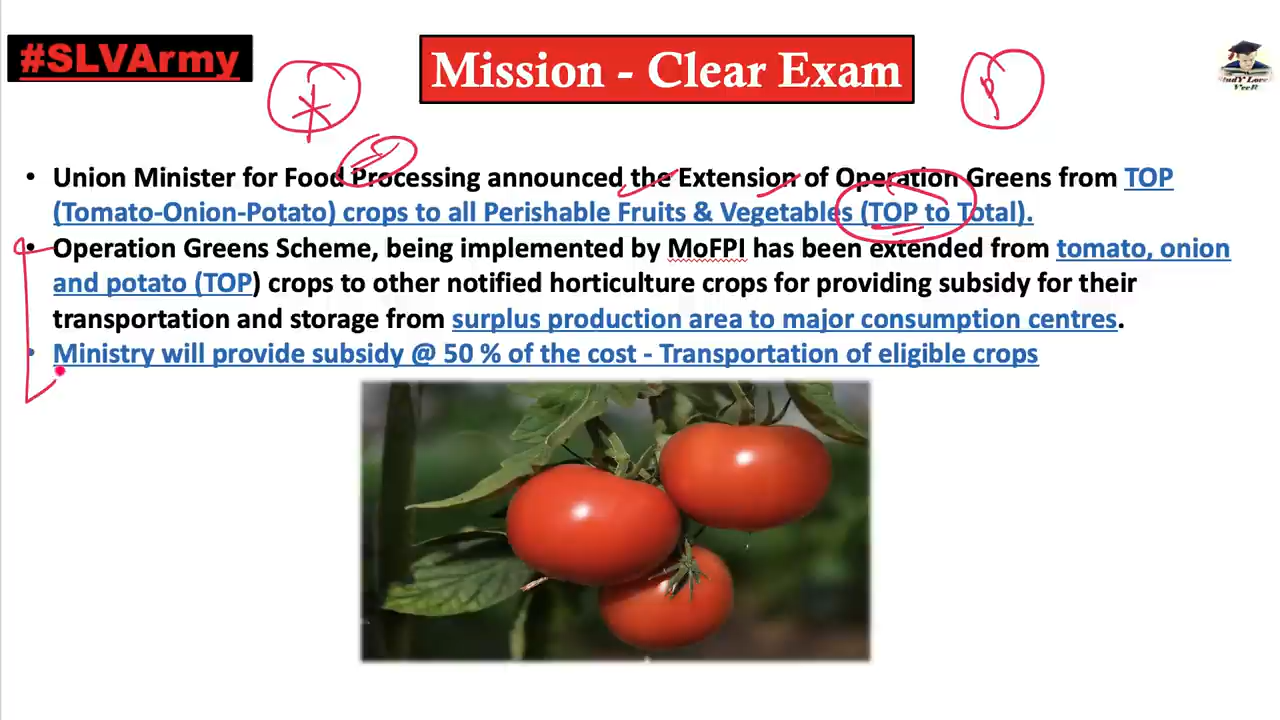 #SLVArmy
Mission - Clear Exam
StudY Lover
VeeR
• Union Minister for Food Processing announced the Extension of Operation Greens from TOP
(Tomato-Onion-Potato) crops to all Perishable Fruits & Vegetables (TOP to Total).
• Operation Greens Scheme, being implemented by MoFPI has been extended from tomato, onion
and potato (TOP) crops to other notified horticulture crops for providing subsidy for their
transportation and storage from surplus production area to major consumption centres.
• Ministry will provide subsidy @ 50 % of the cost - Transportation of eligible crops